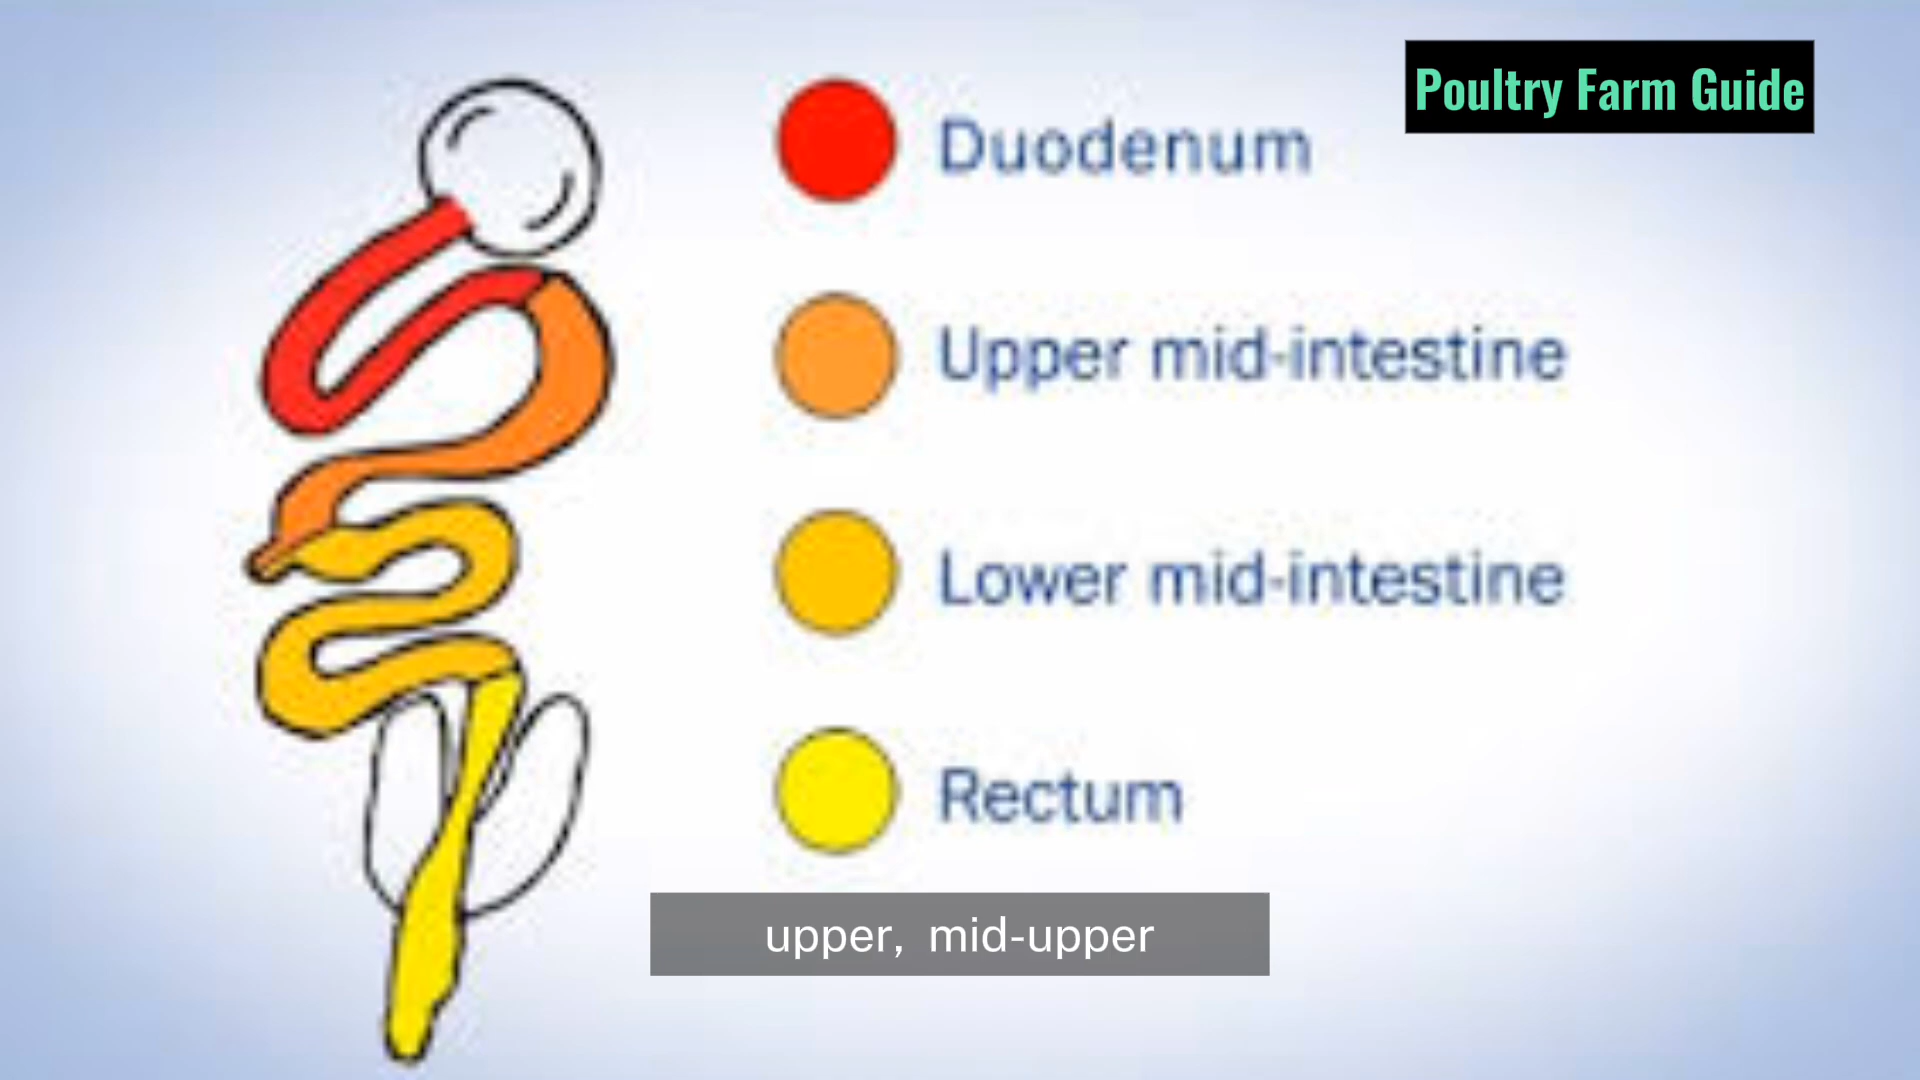 Poultry Farm Guide
Duodenum
Upper mid-intestine
Lower mid-intestine
Rectum
upper, mid-upper